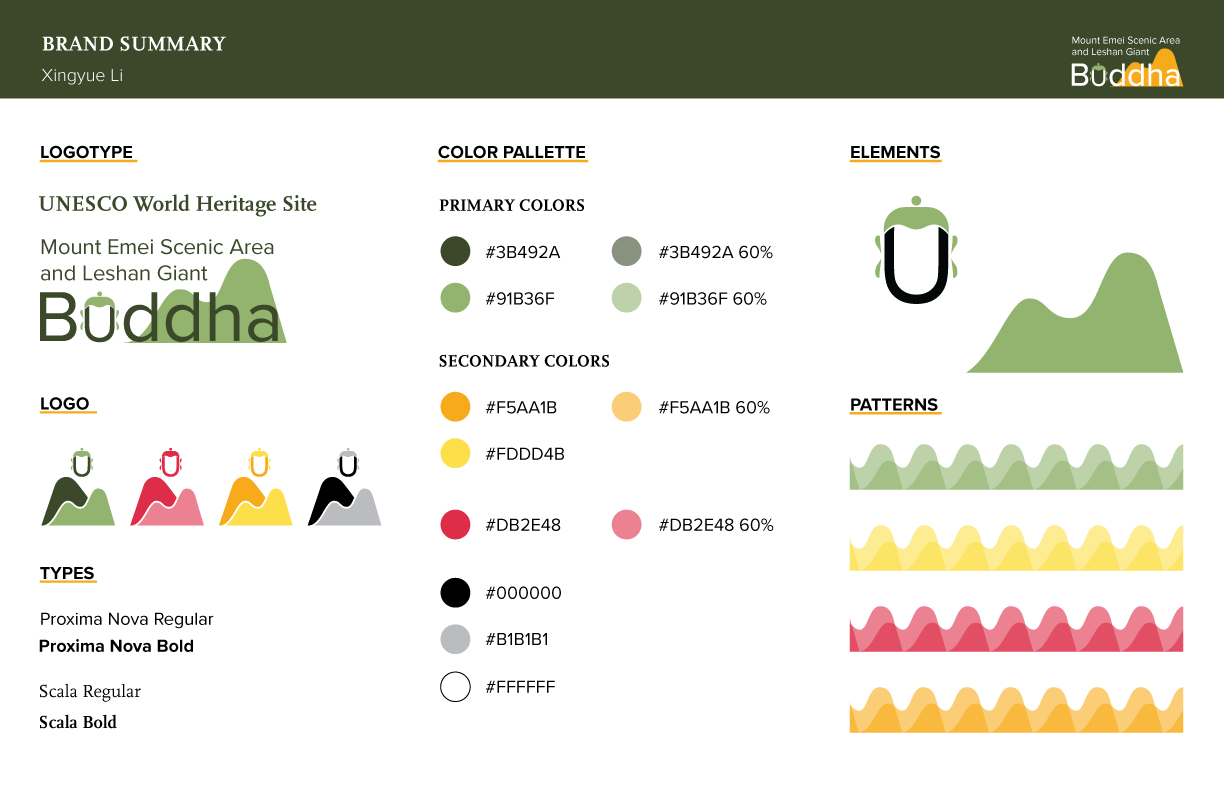 BRAND SUMMARY
Xingyue Li
Mount Emei Scenic Area
and Leshan Giant
Buddha
LOGOTYPE
UNESCO World Heritage Site
Mount Emei Scenic Area
and Leshan Giant
Buddha
LOGO
TYPES
Proxima Nova Regular
Proxima Nova Bold
Scala Regular
Scala Bold
COLOR PALLETTE
PRIMARY COLORS
#3B492A
#3B492A 60%
#91B36F
#91B36F 60%
SECONDARY COLORS
#F5AA1B
#F5AA1B 60%
#FDDD4B
#DB2E48
#DB2E48 60%
#000000
#B1B1B1
#FFFFFF
ELEMENTS
U
PATTERNS